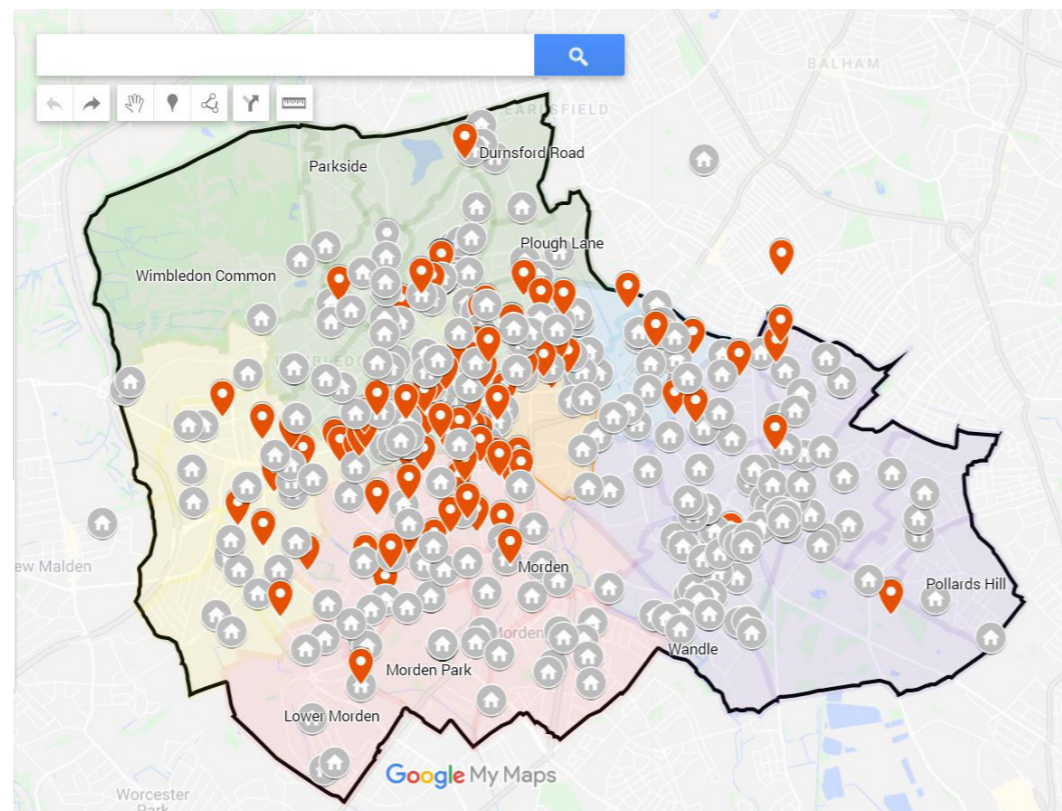 BALHAM
EARLSFIELD
Durnsford Road
Parkside
Plough Lane
Wimbledon Common
ew Malden
Morden
Pollards Hill
Morden
Wandle
Morden Park
Lower Morden
Google My Maps
Worcester
Park